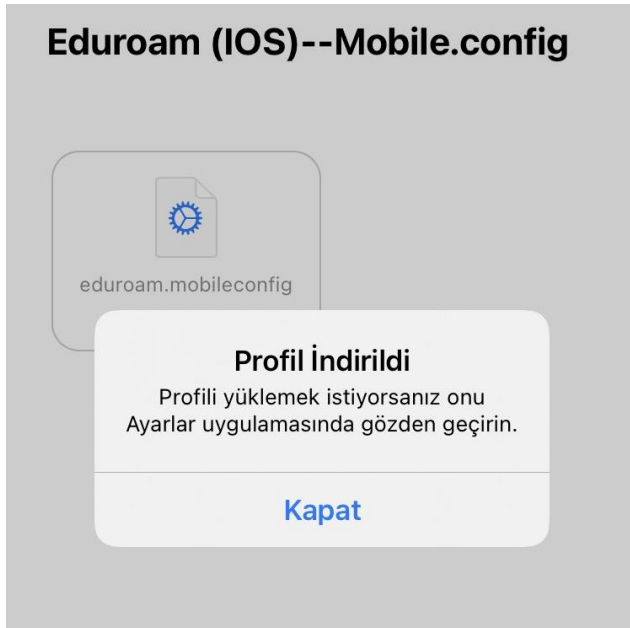 Eduroam (IOS)--Mobile.config
eduroam.mobileconfig
Profil İndirildi
Profili yüklemek istiyorsanız onu
Ayarlar uygulamasında gözden geçirin.
Kapat